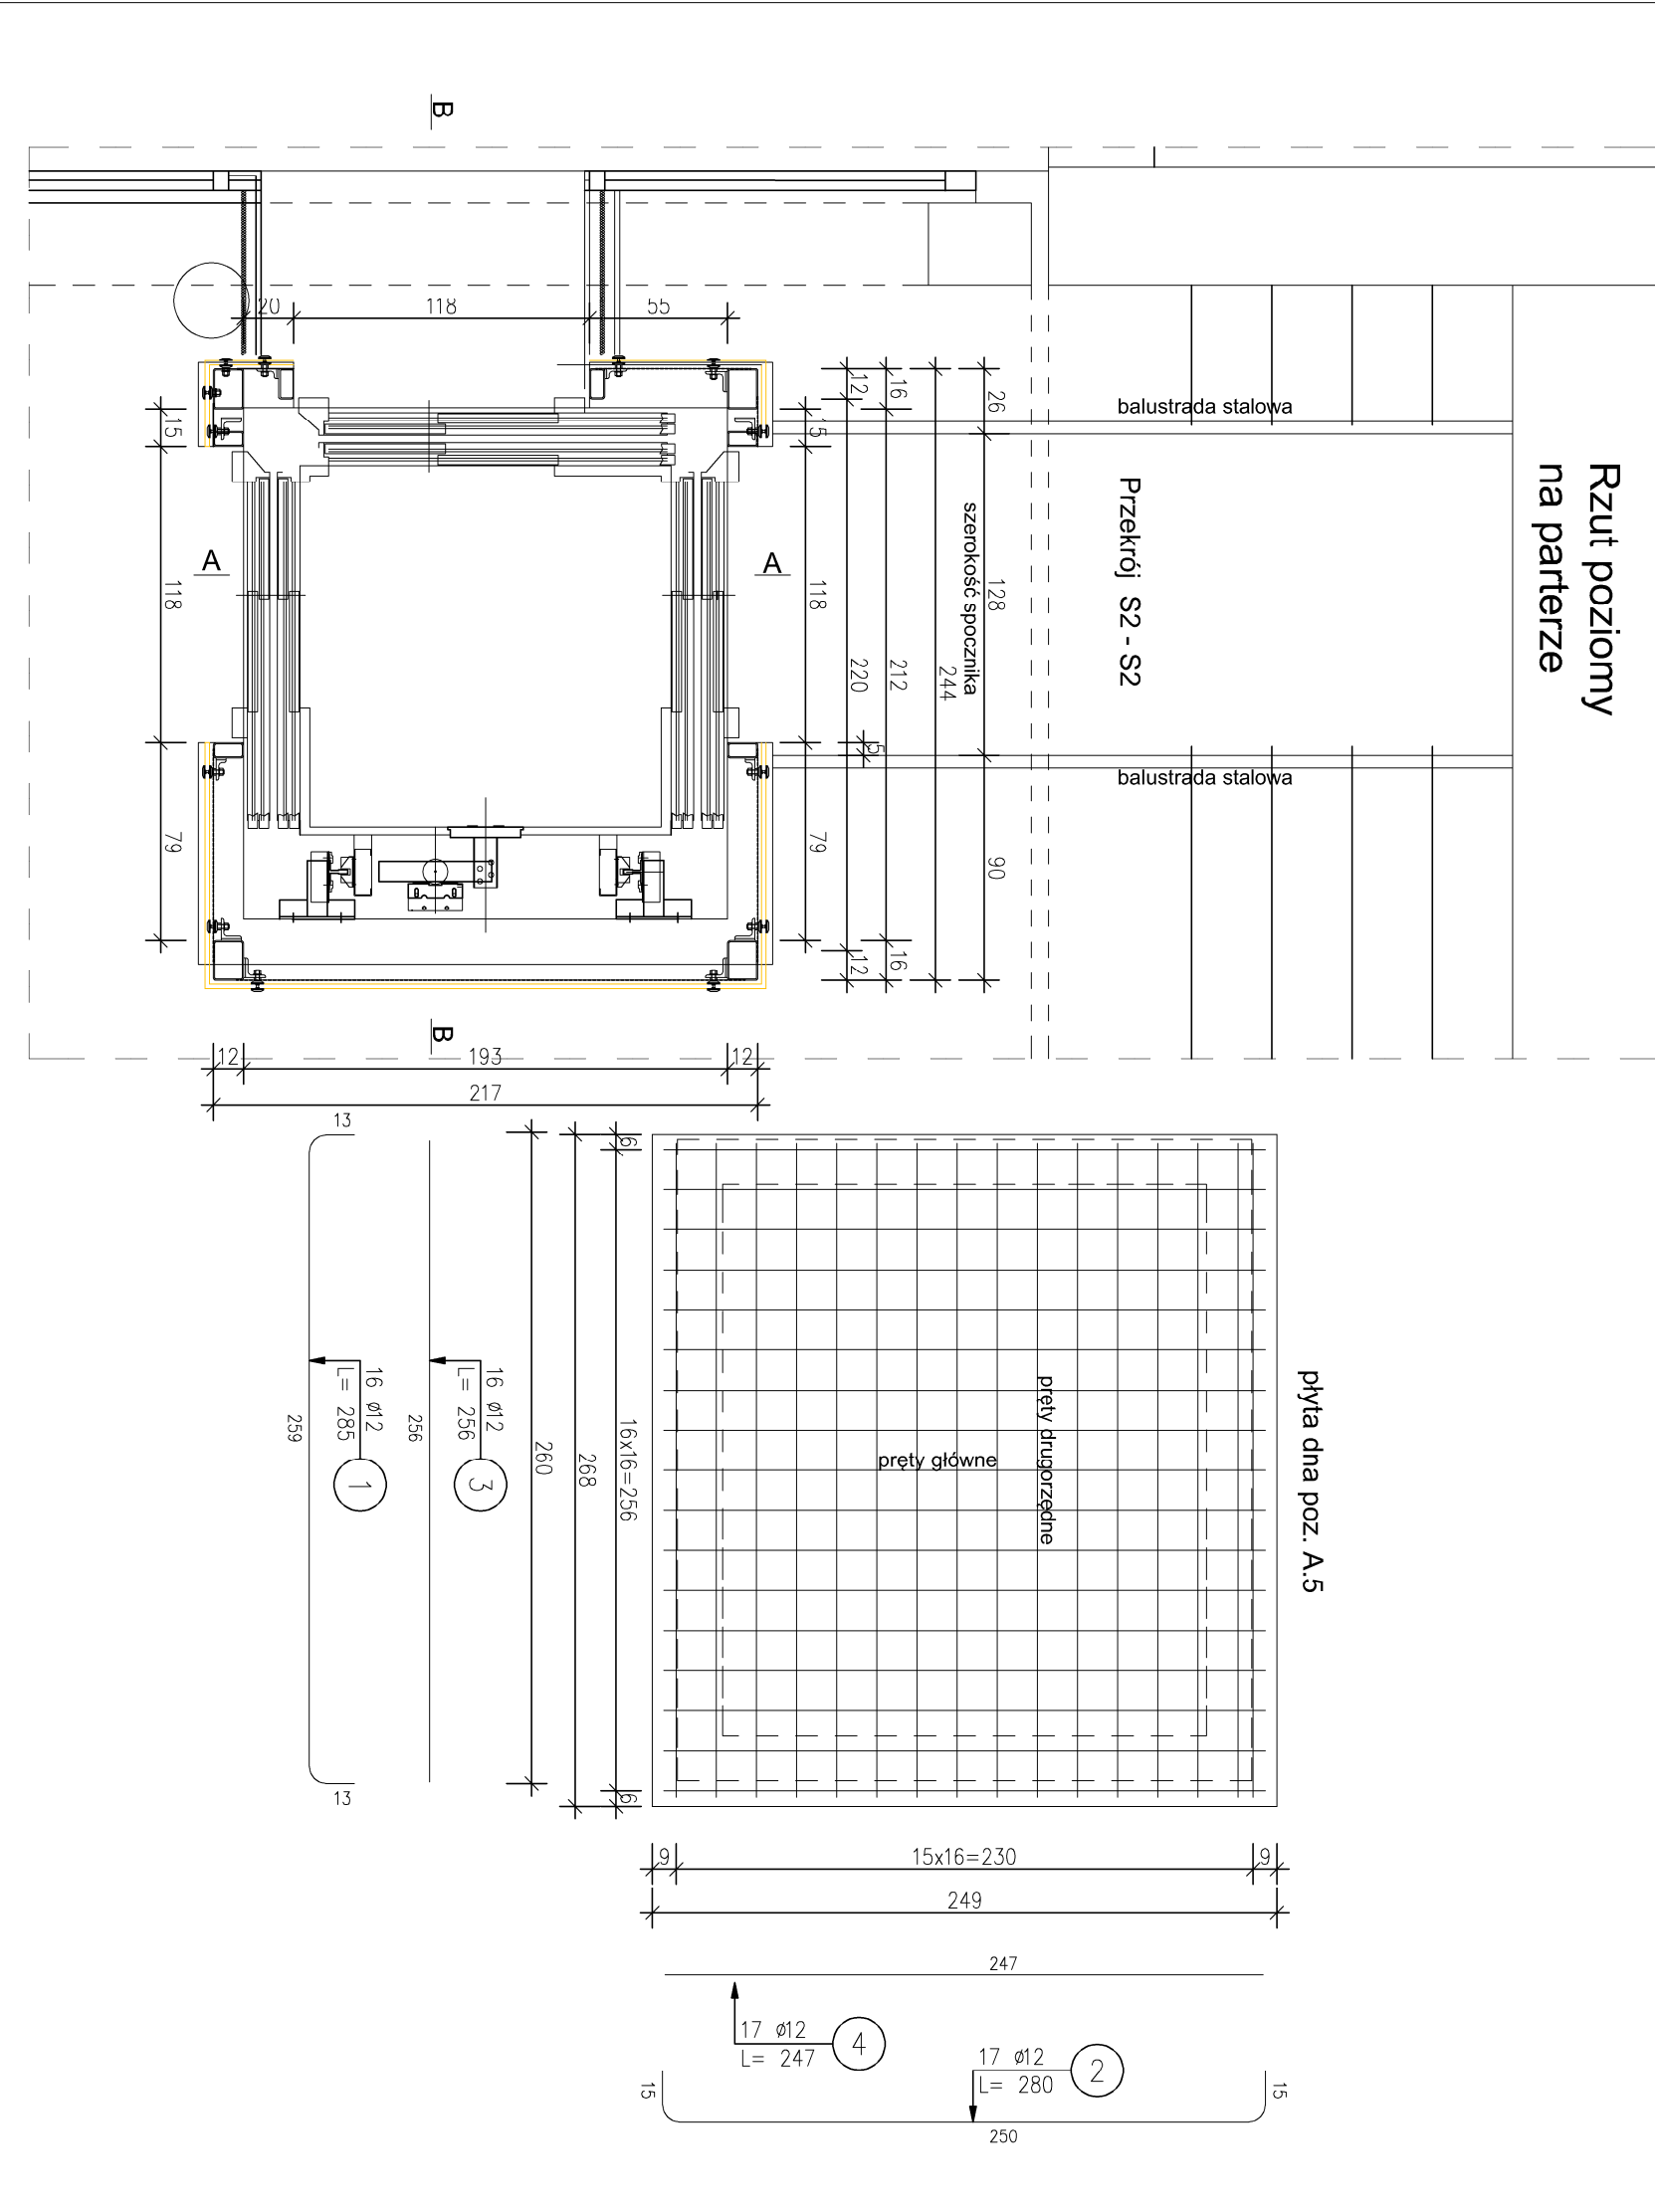 Rzut poziomy
na parterze
Przekrój S2 - S2
balustrada stalowa
balustrada stalowa
szerokość spocznika
B
B
A
A
20
118
55
15
118
79
15
118
79
12
220
12
5
16
212
16
244
26
128
90
12
193
12
217
płyta dna poz. A.5
pręty główne
pręty drugorzędne
6
16x16=256
6
268
260
9
15x16=230
9
249
13
259
13
16 ø12
L= 285
1
256
16 ø12
L= 256
3
247
17 ø12
L= 247
4
17 ø12
L= 280
2
15
250
15